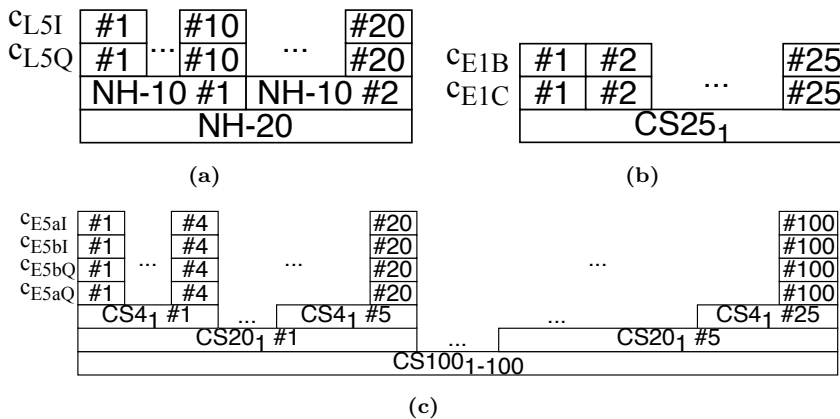 cL5I #1 ... #10 ... #20
cL5Q #1 #10 #20
NH-10 #1 NH-10 #2
NH-20
(a)
cE1B #1 #2 ... #25
cE1C #1 #2 #25
CS25₁
(b)
cE5aI #1 #4 #20 #100
cE5bI #1 ... #4 ... #20 ... #100
cE5bQ #1 #4 #20 #100
cE5aQ #1 #4 #20 #100
CS4₁ #1 ... CS4₁ #5 ... CS4₁ #25
CS20₁ #1 ... CS20₁ #5
CS100₁₋₁₀₀
(c)